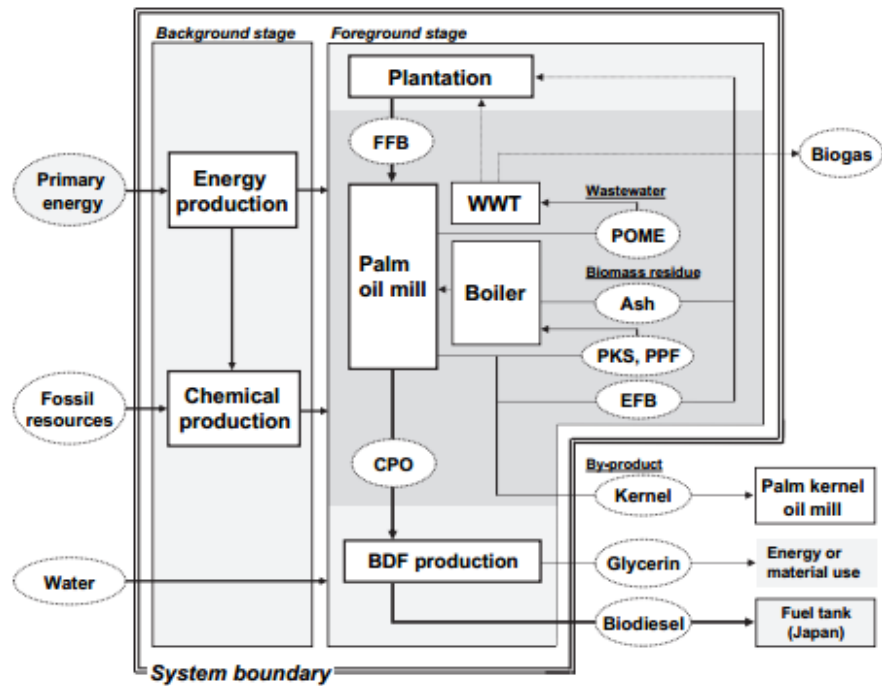 Background stage
Foreground stage
Plantation
FFB
Biogas
Primary
energy
Energy
production
WWT
Wastewater
POME
Palm
oil mill
Boiler
Biomass residue
Ash
PKS, PPF
Fossil
resources
Chemical
production
EFB
CPO
By-product
Kernel
Palm kernel
oil mill
BDF production
Glycerin
Energy or
material use
Water
Biodiesel
Fuel tank
(Japan)
System boundary